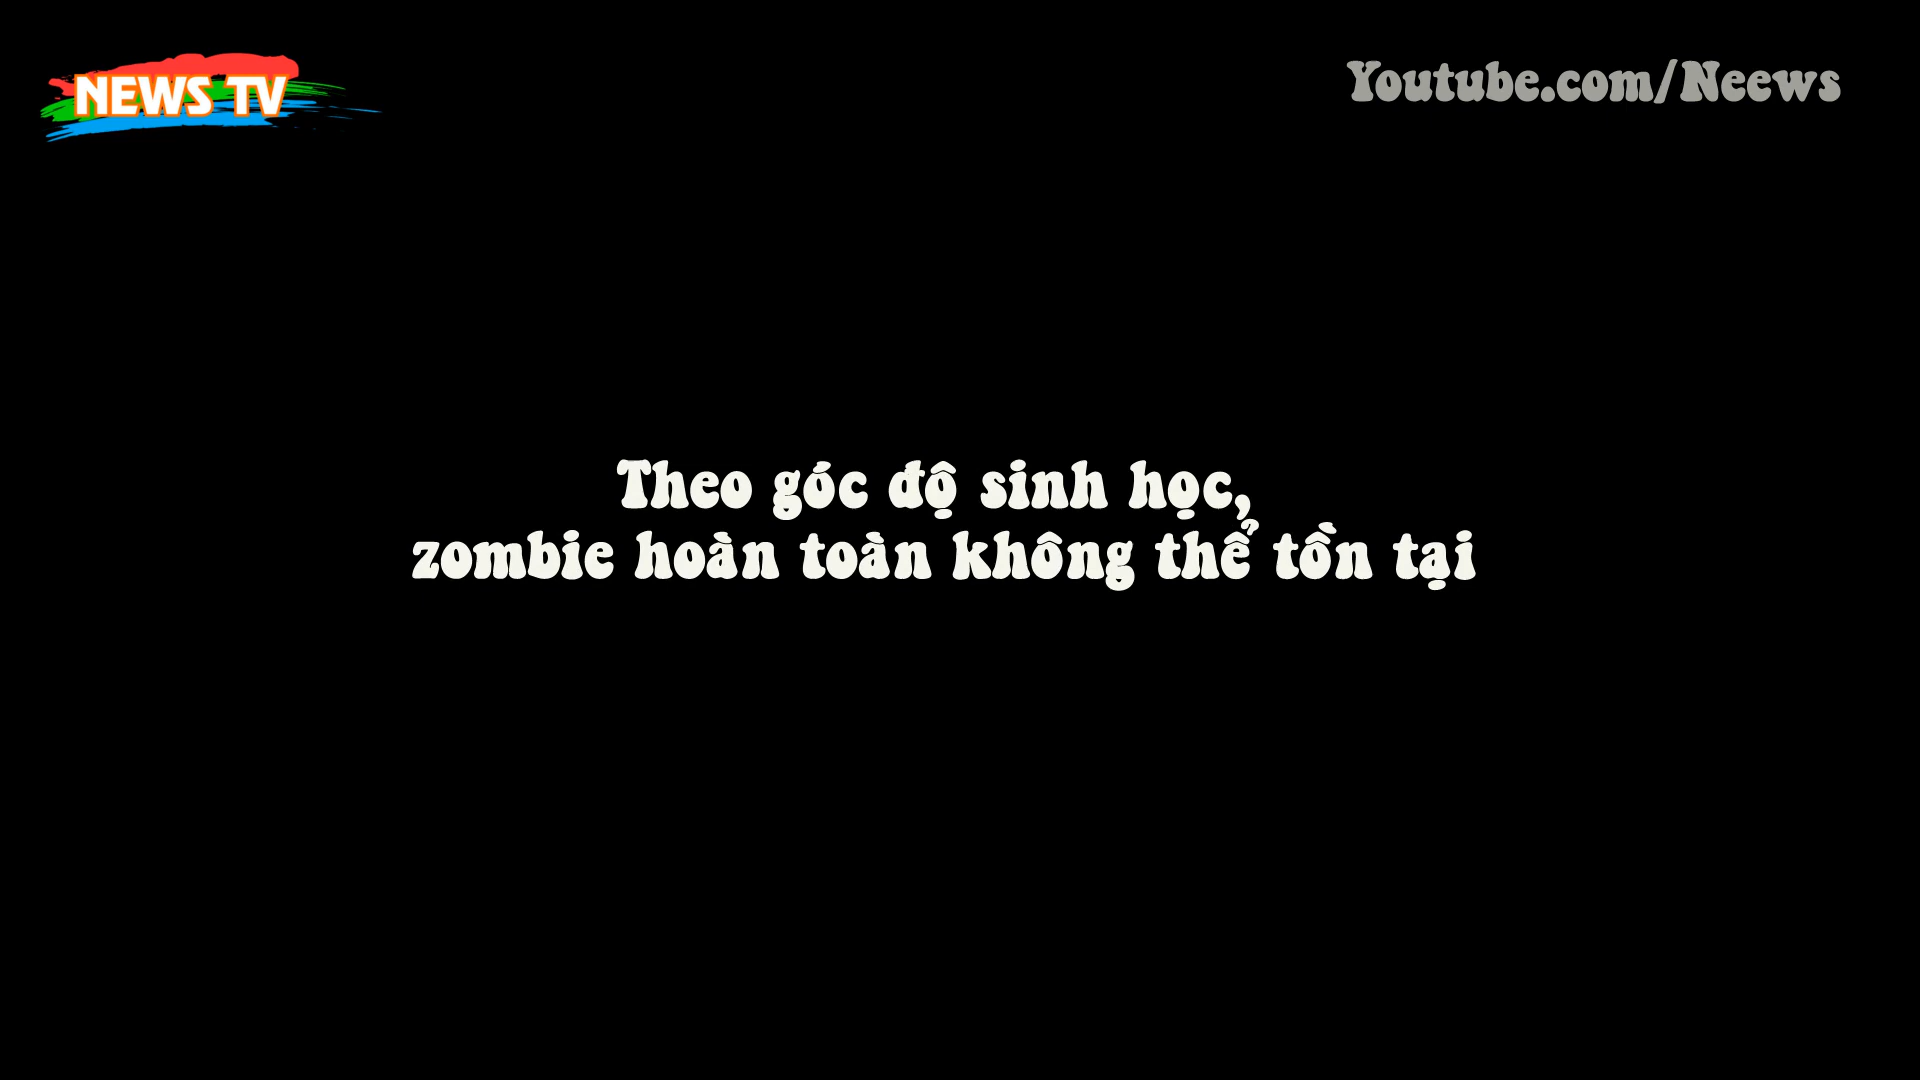 NEWS TV
Youtube.com/Neews
Theo góc độ sinh học,
zombie hoàn toàn không thể tồn tại